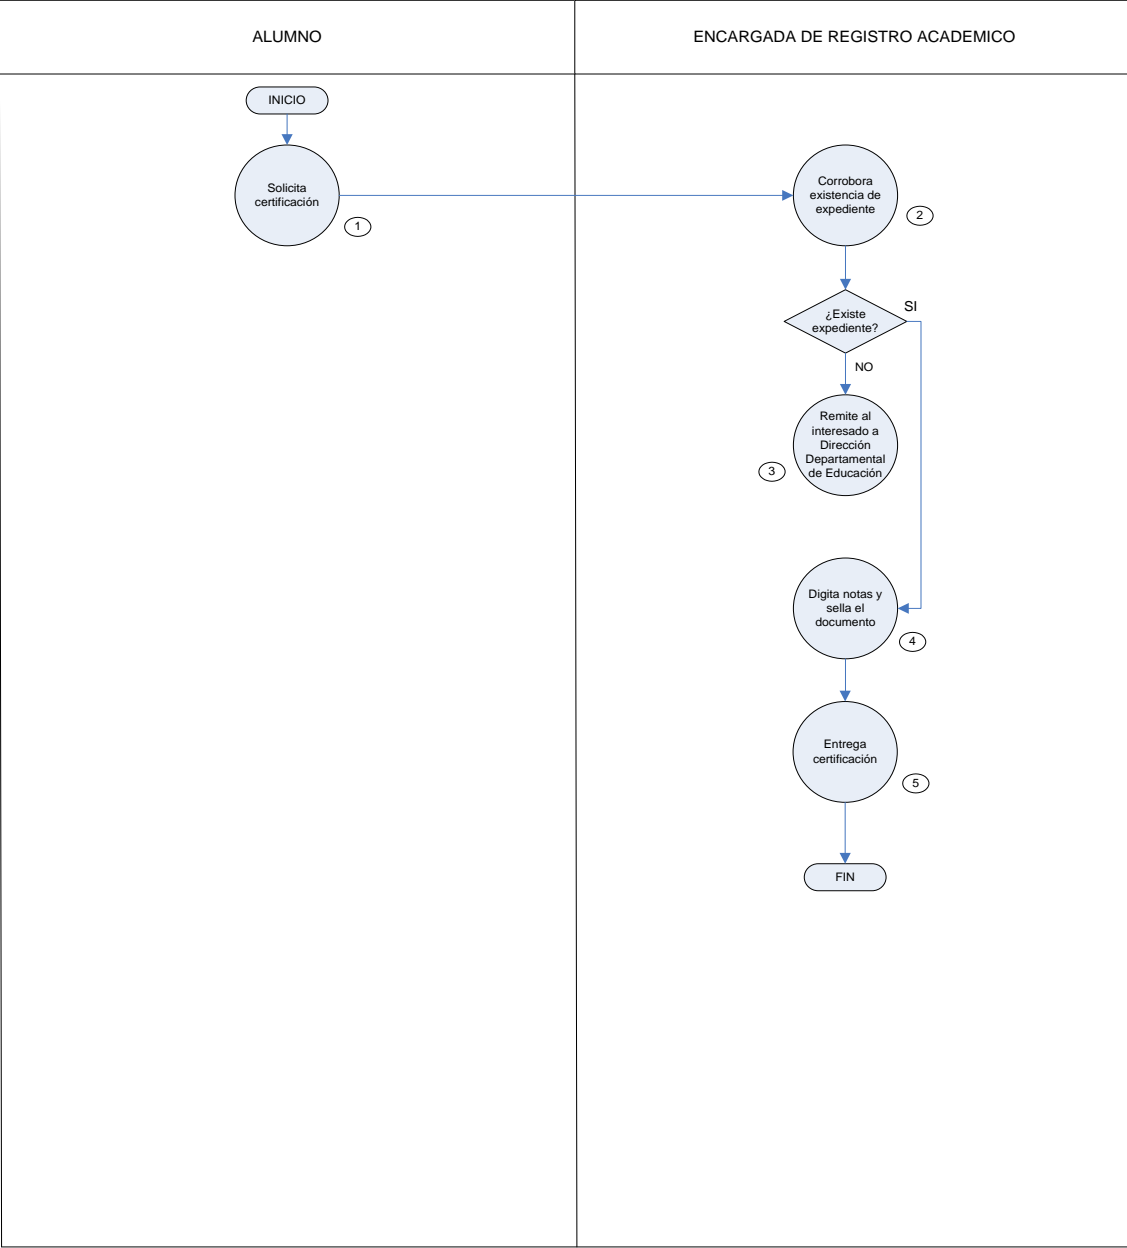 ALUMNO
ENCARGADA DE REGISTRO ACADEMICO
INICIO
Solicita
certificación
1
Corrobora
existencia de
expediente
2
¿Existe
expediente?
SI
NO
Remite al
interesado a
Dirección
Departamental
de Educación
3
Digita notas y
sella el
documento
4
Entrega
certificación
5
FIN